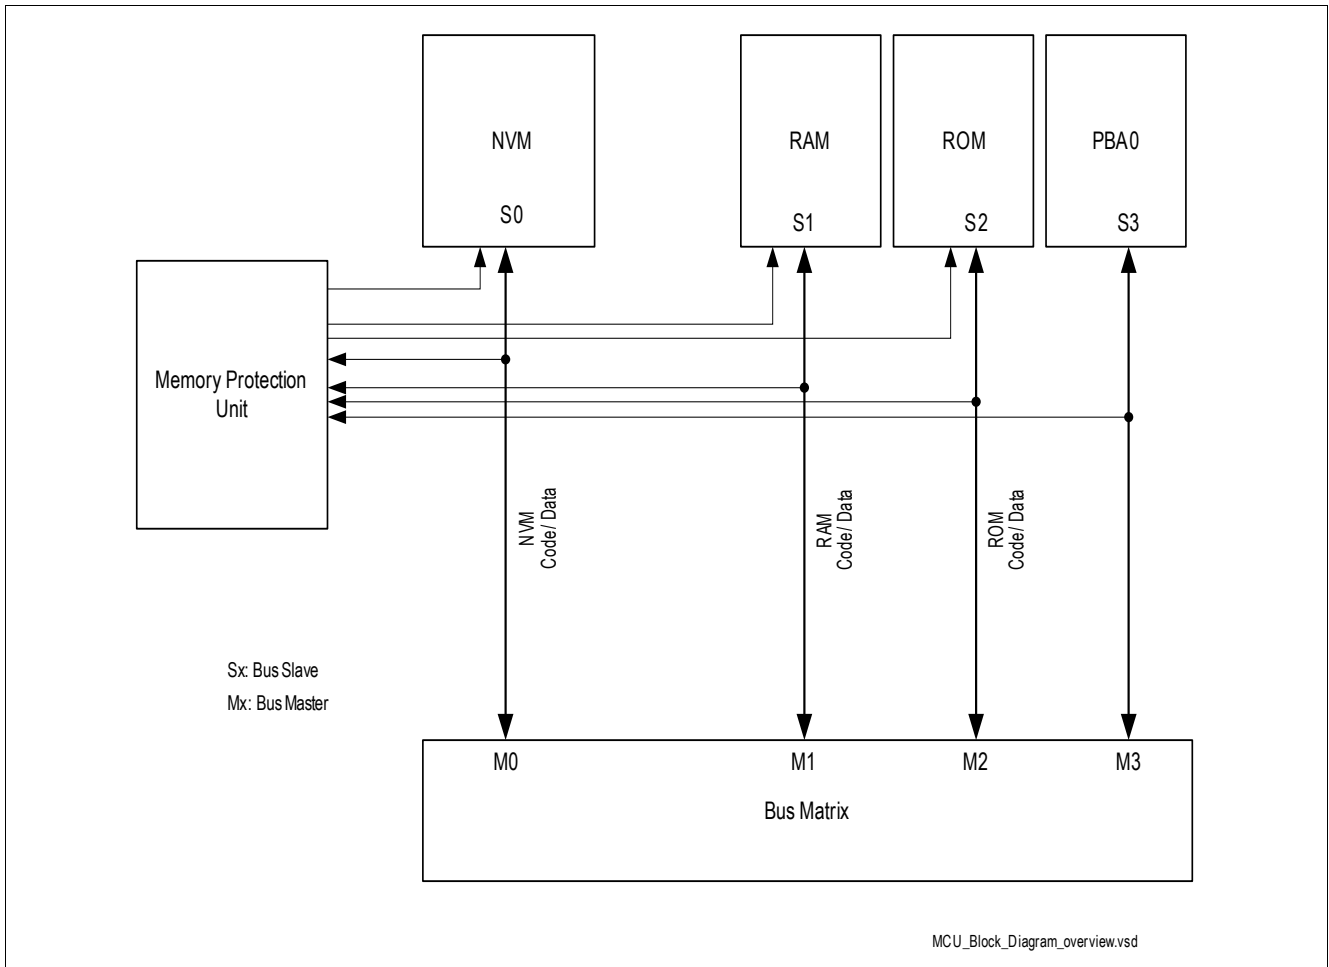 NVM
S0
RAM
S1
ROM
S2
PBA0
S3
Memory Protection
Unit
NVM
Code/ Data
RAM
Code/ Data
ROM
Code/ Data
Sx: Bus Slave
Mx: Bus Master
M0
M1
M2
M3
Bus Matrix
MCU_Block_Diagram_overview.vsd